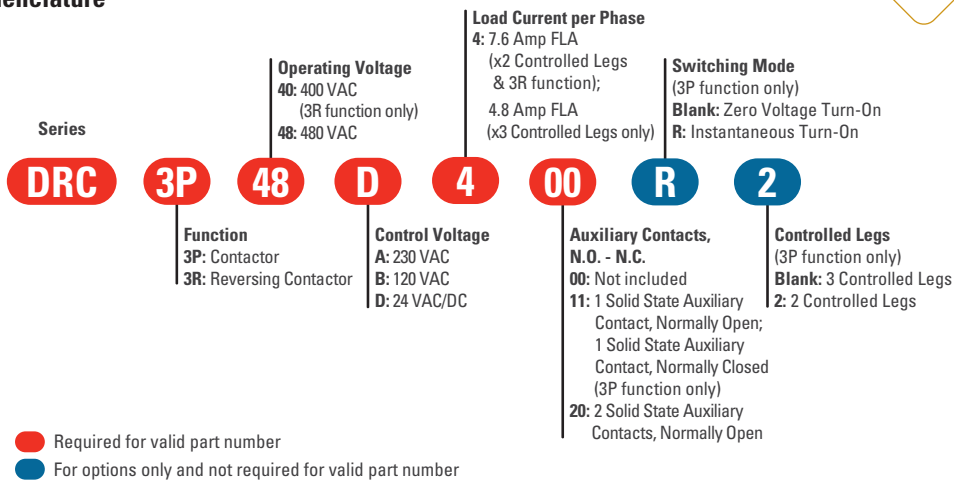 enclature
Load Current per Phase
4: 7.6 Amp FLA
(x2 Controlled Legs
& 3R function);
4.8 Amp FLA
(x3 Controlled Legs only)
Operating Voltage
40: 400 VAC
(3R function only)
48: 480 VAC
Switching Mode
(3P function only)
Blank: Zero Voltage Turn-On
R: Instantaneous Turn-On
Series
DRC 3P 48 D 4 00 R 2
Function
3P: Contactor
3R: Reversing Contactor
Control Voltage
A: 230 VAC
B: 120 VAC
D: 24 VAC/DC
Auxiliary Contacts,
N.O. - N.C.
00: Not included
11: 1 Solid State Auxiliary
Contact, Normally Open;
1 Solid State Auxiliary
Contact, Normally Closed
(3P function only)
20: 2 Solid State Auxiliary
Contacts, Normally Open
Controlled Legs
(3P function only)
Blank: 3 Controlled Legs
2: 2 Controlled Legs
Required for valid part number
For options only and not required for valid part number